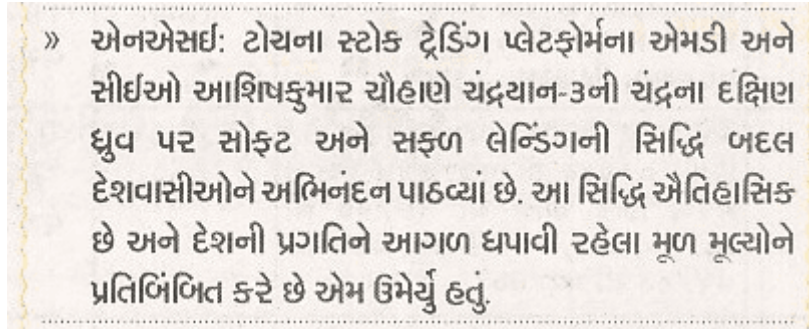 » એનએસઈ: ટોચના સ્ટોક ટ્રેડિંગ પ્લેટફોર્મના એમડી અને
સીઈઓ આશિષકુમાર ચૌહાણે ચંદ્રયાન-3ની ચંદ્રના દક્ષિણ
ધ્રુવ પર સોફ્ટ અને સફળ લેન્ડિંગની સિદ્ધિ બદલ
દેશવાસીઓને અભિનંદન પાઠવ્યાં છે. આ સિદ્ધિ ઐતિહાસિક
છે અને દેશની પ્રગતિને આગળ ધપાવી રહેલા મૂળ મૂલ્યોને
પ્રતિબિંબિત કરે છે એમ ઉમેર્યું હતું.